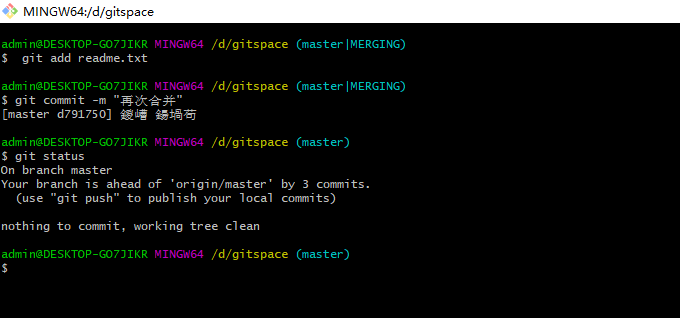 MINGW64:/d/gitspace
admin@DESKTOP-GO7JIKR MINGW64 /d/gitspace (master|MERGING)
$  git add readme.txt
admin@DESKTOP-GO7JIKR MINGW64 /d/gitspace (master|MERGING)
$ git commit -m "再次合并"
[master d791750] 鍐嶆 鍚堝苟
admin@DESKTOP-GO7JIKR MINGW64 /d/gitspace (master)
$ git status
On branch master
Your branch is ahead of 'origin/master' by 3 commits.
  (use "git push" to publish your local commits)
nothing to commit, working tree clean
admin@DESKTOP-GO7JIKR MINGW64 /d/gitspace (master)
$